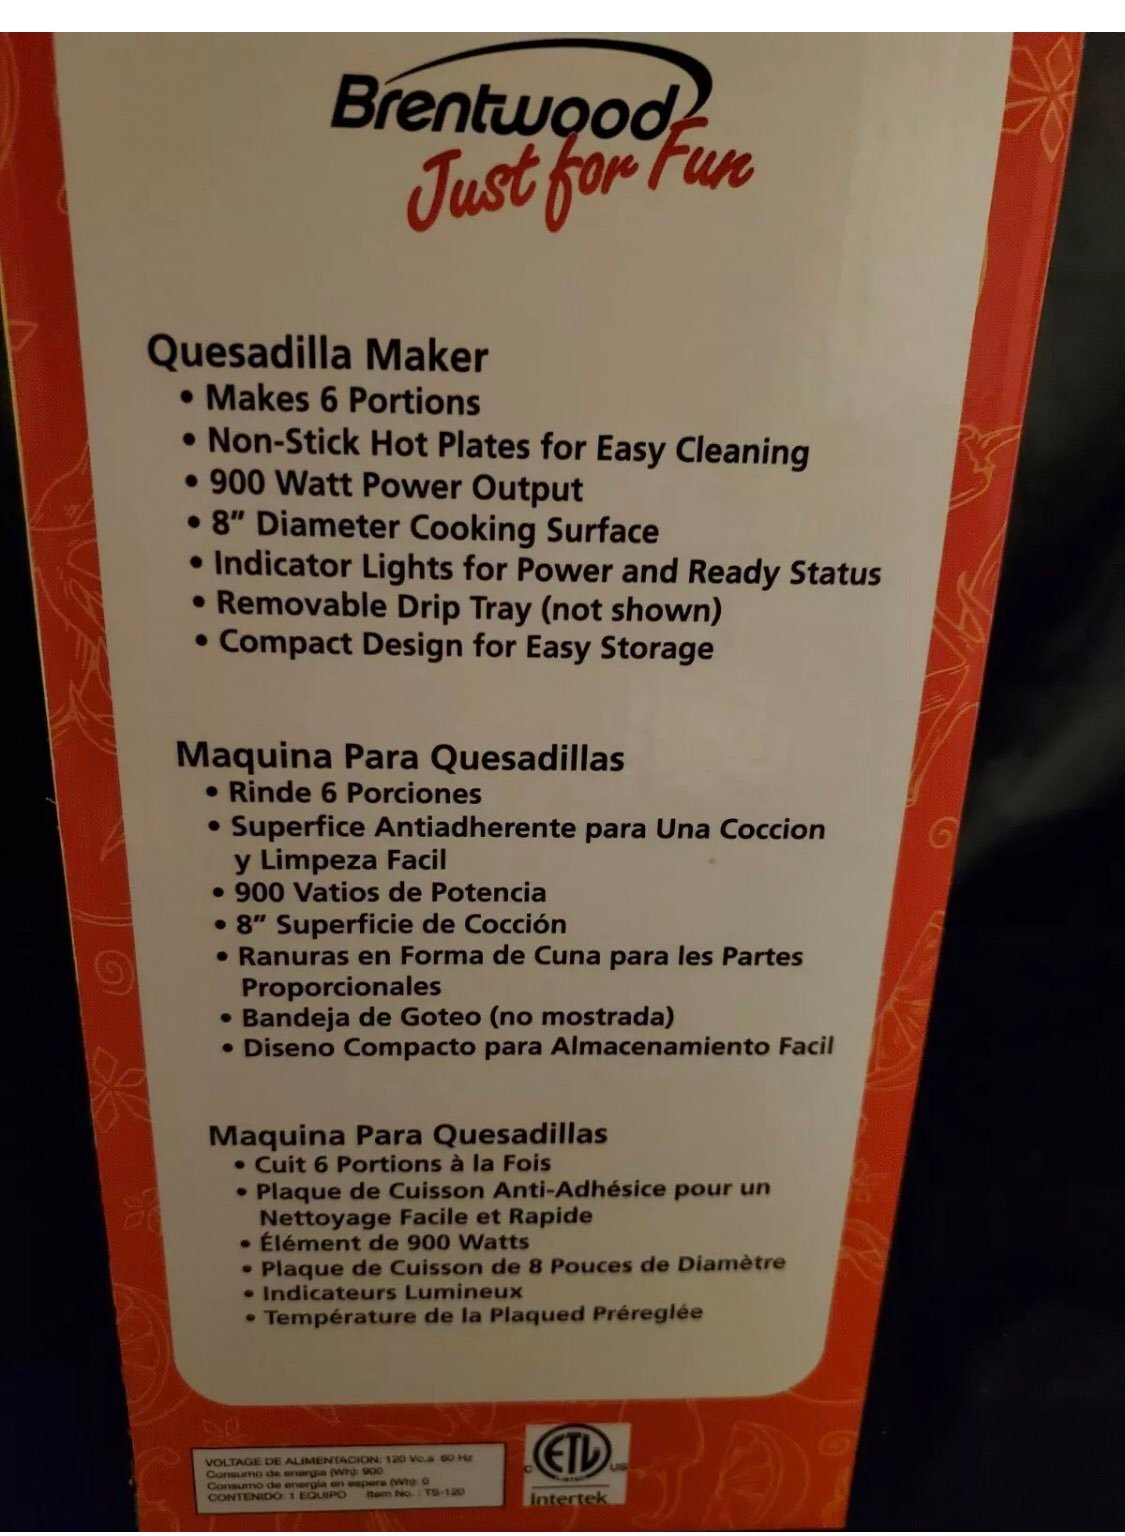 Brentwood
Just for Fun
Quesadilla Maker
• Makes 6 Portions
• Non-Stick Hot Plates for Easy Cleaning
• 900 Watt Power Output
• 8” Diameter Cooking Surface
• Indicator Lights for Power and Ready Status
• Removable Drip Tray (not shown)
• Compact Design for Easy Storage
Maquina Para Quesadillas
• Rinde 6 Porciones
• Superfice Antiadherente para Una Coccion
y Limpeza Facil
• 900 Vatios de Potencia
• 8” Superficie de Cocción
• Ranuras en Forma de Cuna para les Partes
Proporcionales
• Bandeja de Goteo (no mostrada)
• Diseno Compacto para Almacenamiento Facil
Maquina Para Quesadillas
• Cuit 6 Portions à la Fois
• Plaque de Cuisson Anti-Adhésice pour un
Nettoyage Facile et Rapide
• Élément de 900 Watts
• Plaque de Cuisson de 8 Pouces de Diamètre
• Indicateurs Lumineux
• Température de la Plaqued Préreglée
VOLTAGE DE ALIMENTACION: 120 Vc.a 60 Hz
Consumo de energia (Wh): 900
Consumo de energia en espera (Wh): 0
CONTENIDO: 1 EQUIPO Item No. : TS-120
ETL
C US
Intertek